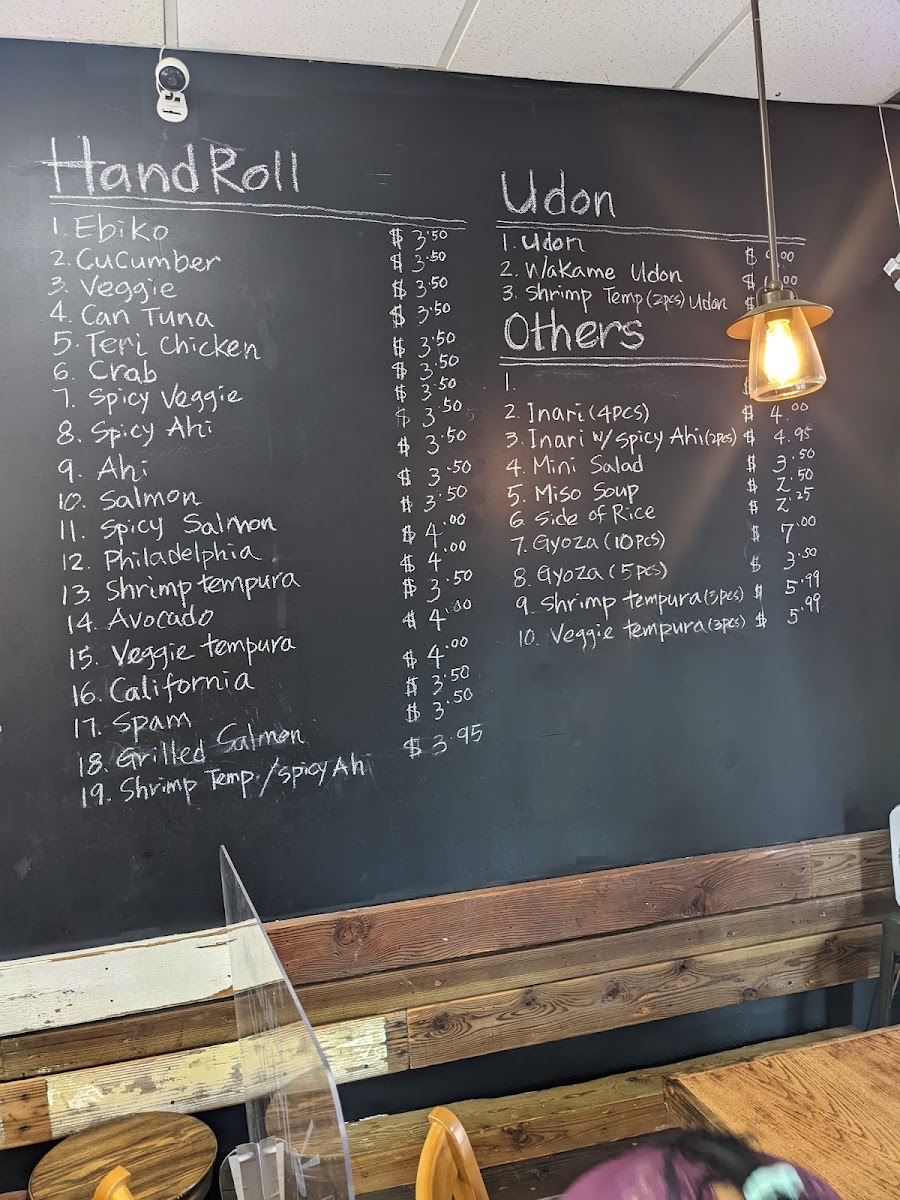 Hand Roll
1. Ebiko $ 3.50
2. Cucumber $ 3.50
3. Veggie $ 3.50
4. Can Tuna $ 3.50
5. Teri Chicken $ 3.50
6. Crab $ 3.50
7. Spicy Veggie $ 3.50
8. Spicy Ahi $ 3.50
9. Ahi $ 3.50
10. Salmon $ 3.50
11. Spicy Salmon $ 3.50
12. Philadelphia $ 4.00
13. Shrimp tempura $ 4.00
14. Avocado $ 3.50
15. Veggie tempura $ 4.00
16. California $ 4.00
17. Spam $ 3.50
18. Grilled Salmon $ 3.50
19. Shrimp Temp./Spicy Ahi $ 3.95
Udon
1. Udon $
2. Wakame Udon $
3. Shrimp Temp (2pcs) Udon $
Others
1. $
2. Inari (4pcs) $ 4.00
3. Inari w/ Spicy Ahi (2pcs) $ 4.95
4. Mini Salad $ 3.50
5. Miso Soup $ 2.50
6. Side of Rice $ 2.25
7. Gyoza (10pcs) $ 7.00
8. Gyoza (5pcs) $ 3.50
9. Shrimp tempura (3pcs) $ 5.99
10. Veggie tempura (3pcs) $ 5.99